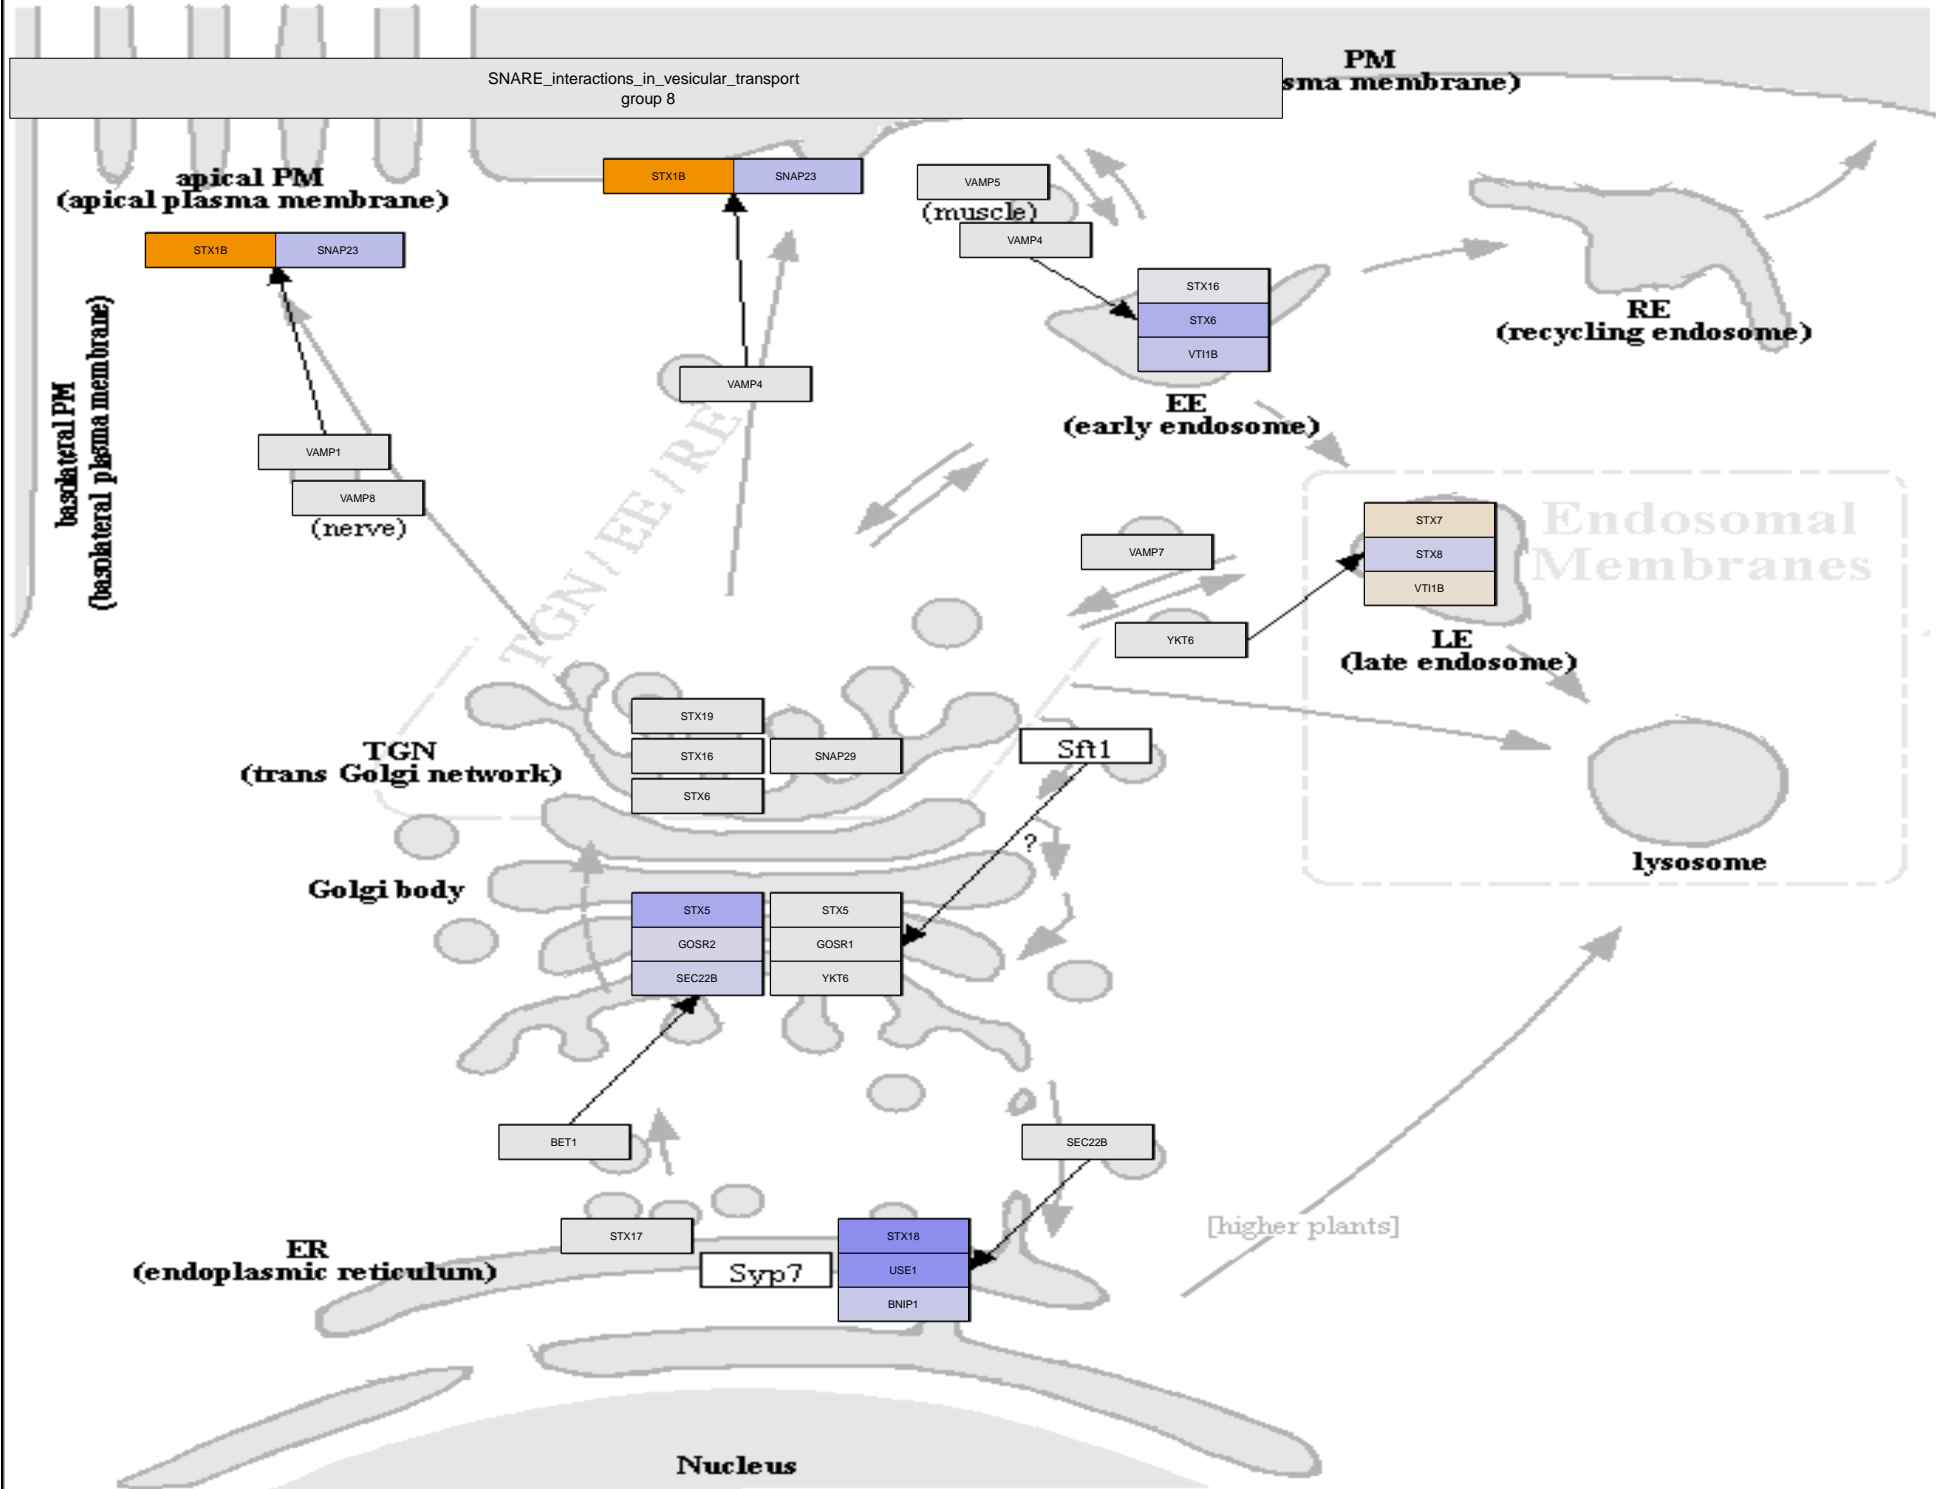 SNARE_interactions_in_vesicular_transport
group 8
PM
sma membrane)
apical PM
(apical plasma membrane)
STX1B
SNAP23
STX1B
SNAP23
VAMP5
(muscle)
VAMP4
STX16
STX6
VTI1B
EE
(early endosome)
RE
(recycling endosome)
basolateral PM
(basolateral plasma membrane)
VAMP4
VAMP1
VAMP8
(nerve)
TGN/EE/RE
VAMP7
YKT6
STX7
STX8
VTI1B
LE
(late endosome)
Endosomal
Membranes
lysosome
TGN
(trans Golgi network)
STX19
STX16
SNAP29
STX6
Sft1
?
Golgi body
STX5
GOSR2
SEC22B
STX5
GOSR1
YKT6
BET1
SEC22B
ER
(endoplasmic reticulum)
STX17
Syp7
STX18
USE1
BNIP1
[higher plants]
Nucleus